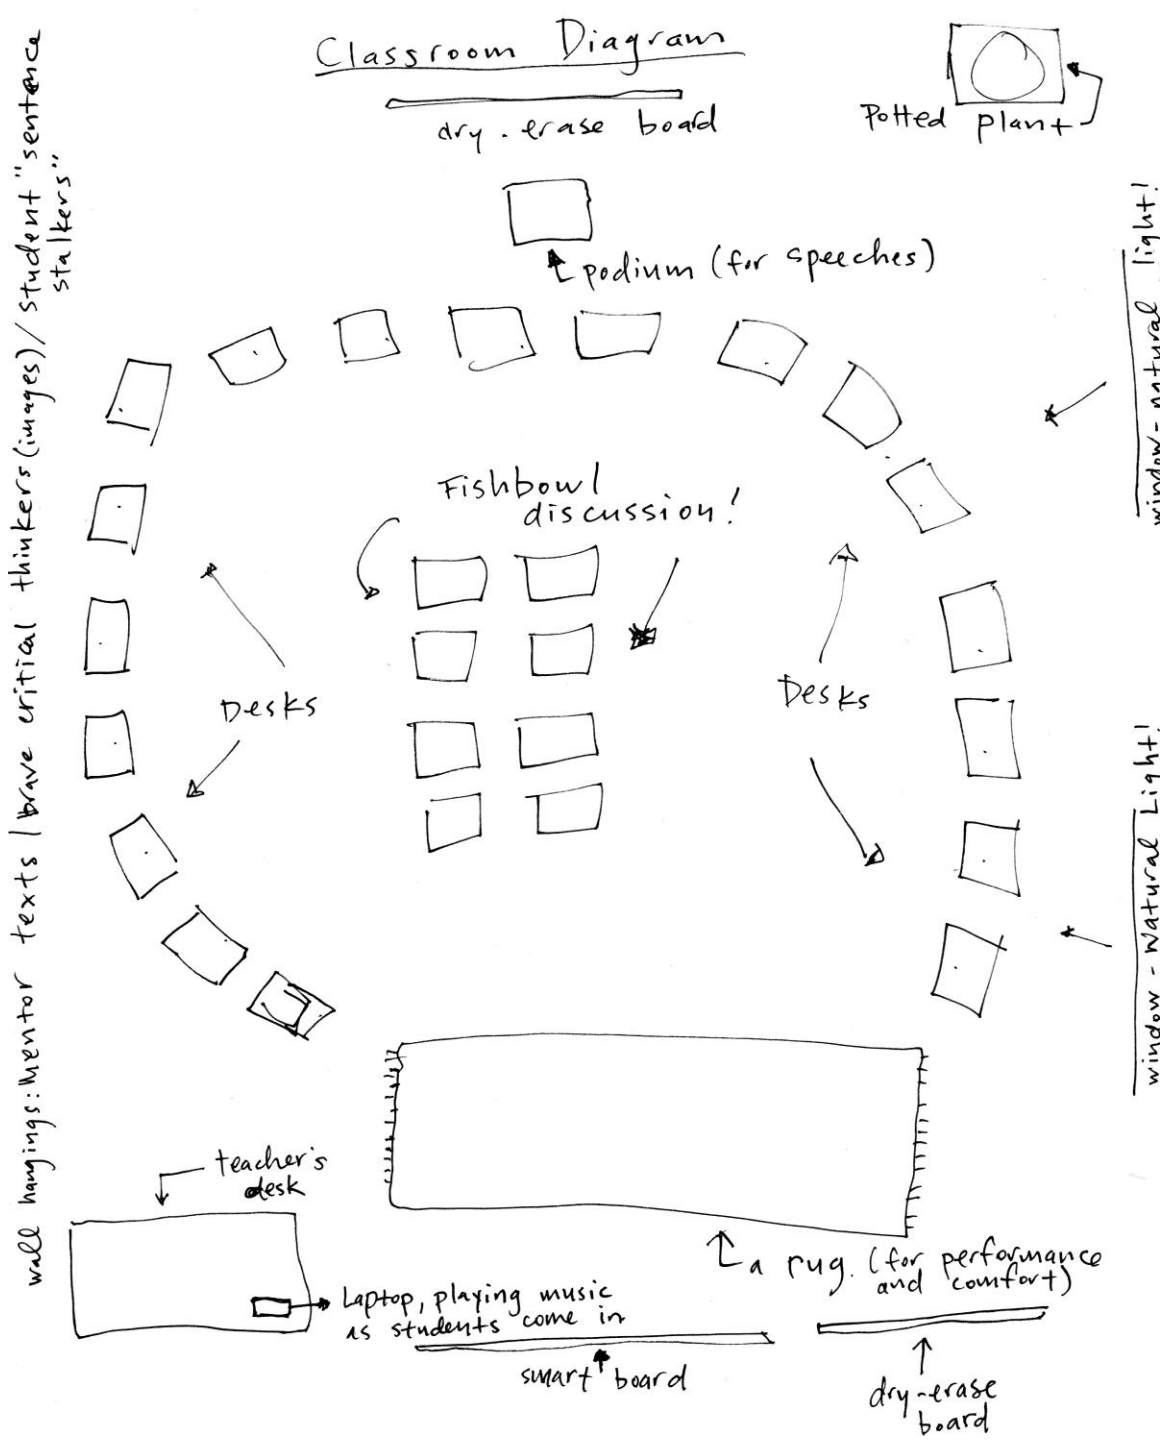 Classroom Diagram
dry-erase board
Potted plant
podium (for speeches)
wall hangings: Mentor texts / brave critical thinkers (images) / student "sentence
stalkers"
window - natural light!
Fishbowl
discussion!
Desks
Desks
window - Natural Light!
teacher's
desk
Laptop, playing music
as students come in
a rug. (for performance
and comfort)
smart board
dry-erase
board